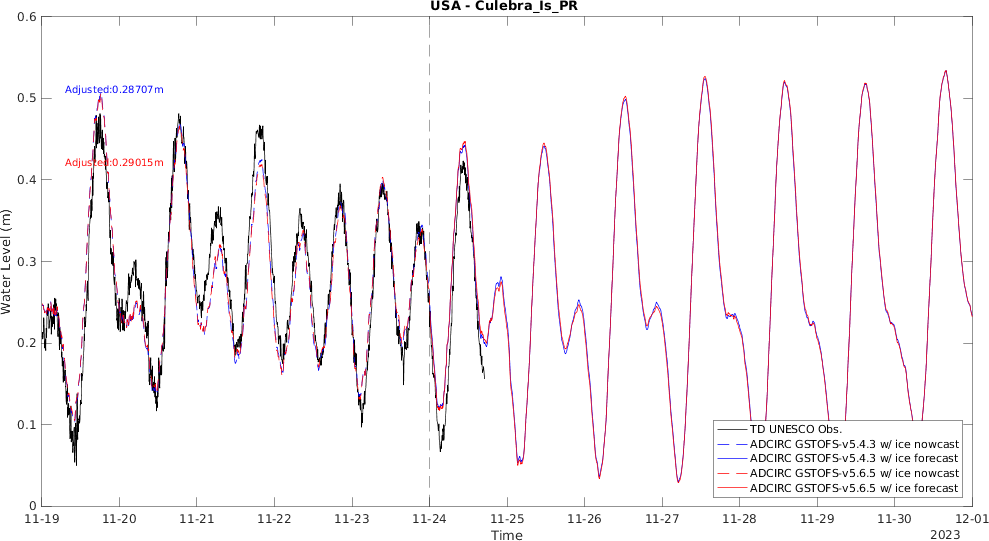 USA - Culebra_Is_PR
0.6
0.5
0.4
0.3
0.2
0.1
0
Water Level (m)
Adjusted:0.28707m
Adjusted:0.29015m
TD UNESCO Obs.
ADCIRC GSTOFS-v5.4.3 w/ ice nowcast
ADCIRC GSTOFS-v5.4.3 w/ ice forecast
ADCIRC GSTOFS-v5.6.5 w/ ice nowcast
ADCIRC GSTOFS-v5.6.5 w/ ice forecast
11-19 11-20 11-21 11-22 11-23 11-24 11-25 11-26 11-27 11-28 11-29 11-30 12-01
Time
2023